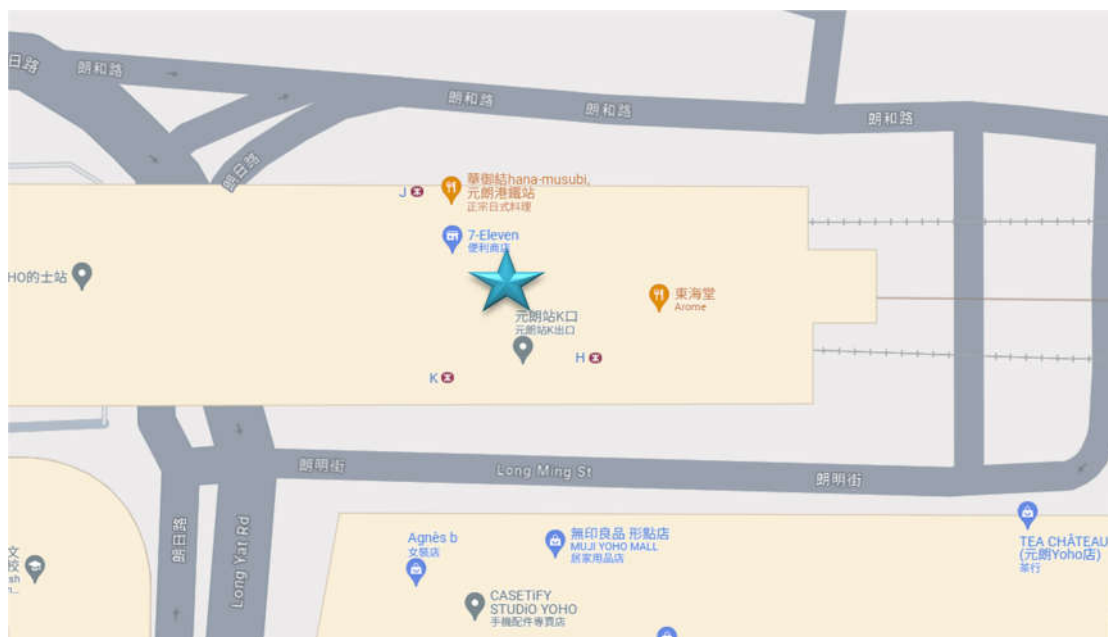 日路
朗和路
朗和路
朗和路
朗和路
朗日路
J
華御結hana-musubi,
元朗港鐵站
正宗日式料理
7-Eleven
便利商店
HO的士站
東海堂
Arome
元朗站K口
元朗站K出口
H
K
朗明街
Long Ming St
朗明街
朗日路
Long Yat Rd
Agnès b
女裝店
無印良品 形點店
MUJI YOHO MALL
居家用品店
TEA CHÂTEAU
(元朗Yoho店)
茶行
文
校
sh
n...
CASETiFY
STUDiO YOHO
手機配件專賣店